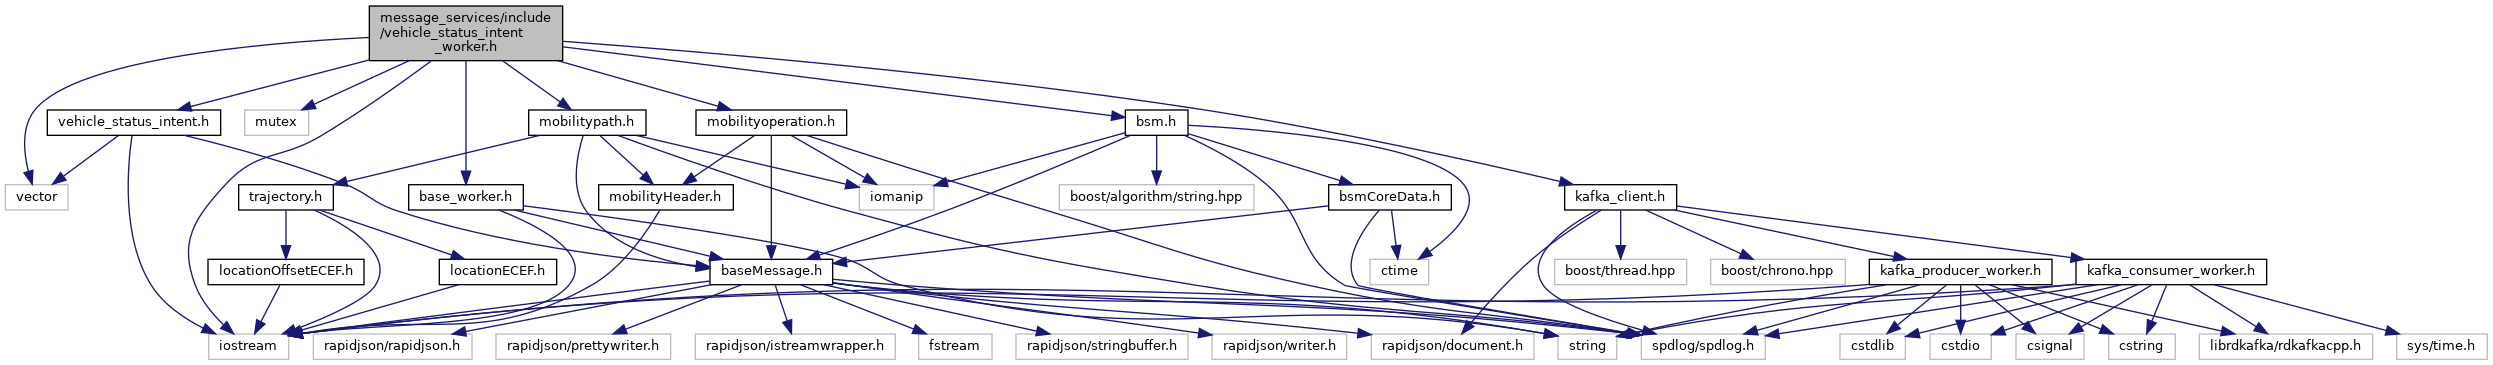 message_services/include
/vehicle_status_intent
_worker.h
vehicle_status_intent.h
mutex
mobilitypath.h
mobilityoperation.h
bsm.h
vector
trajectory.h
base_worker.h
mobilityHeader.h
iomanip
boost/algorithm/string.hpp
bsmCoreData.h
kafka_client.h
locationOffsetECEF.h
locationECEF.h
baseMessage.h
ctime
boost/thread.hpp
boost/chrono.hpp
kafka_producer_worker.h
kafka_consumer_worker.h
iostream
rapidjson/rapidjson.h
rapidjson/prettywriter.h
rapidjson/istreamwrapper.h
fstream
rapidjson/stringbuffer.h
rapidjson/writer.h
rapidjson/document.h
string
spdlog/spdlog.h
cstdlib
cstdio
csignal
cstring
librdkafka/rdkafkacpp.h
sys/time.h